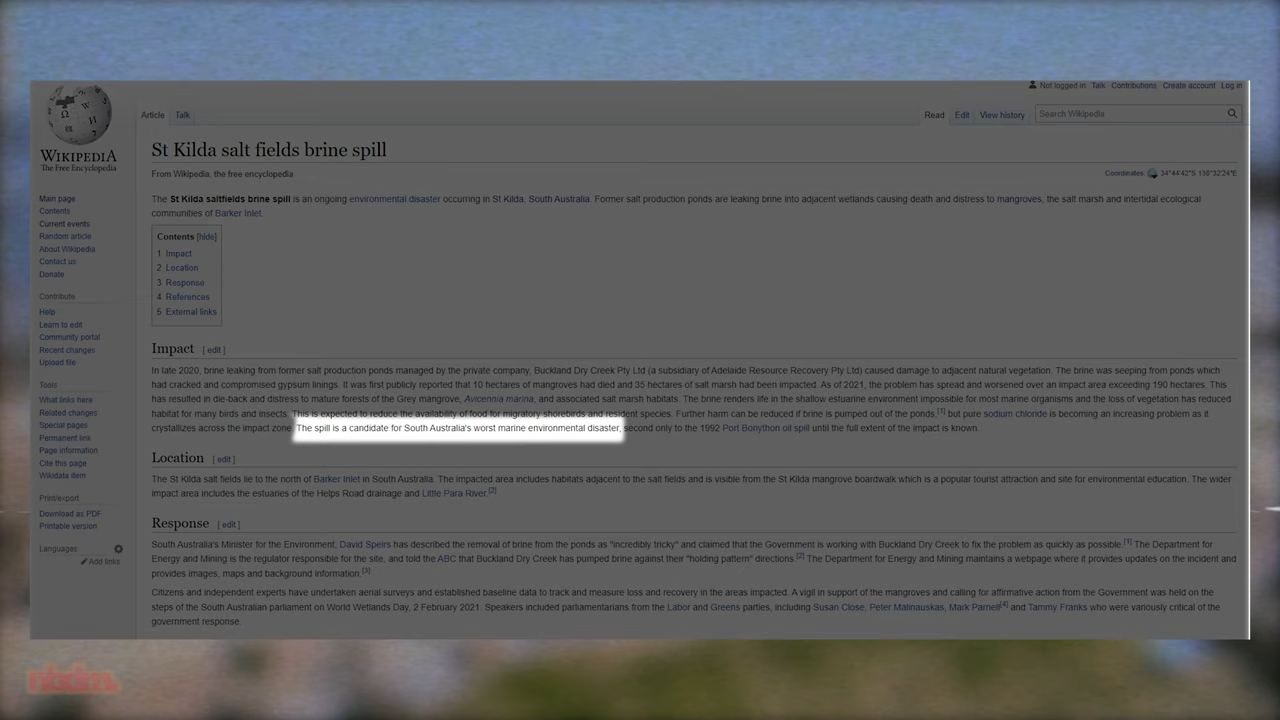 Not logged in Talk Contributions Create account Log in
Article Talk Read Edit View history Search Wikipedia
WIKIPEDIA
The Free Encyclopedia
St Kilda salt fields brine spill
From Wikipedia, the free encyclopedia
Coordinates: 34°44′42″S 138°32′24″E
Main page
Contents
Current events
Random article
About Wikipedia
Contact us
Donate
Contribute
Help
Learn to edit
Community portal
Recent changes
Upload file
Tools
What links here
Related changes
Special pages
Permanent link
Page information
Cite this page
Wikidata item
Print/export
Download as PDF
Printable version
Languages
Add links
The St Kilda saltfields brine spill is an ongoing environmental disaster occurring in St Kilda, South Australia. Former salt production ponds are leaking brine into adjacent wetlands causing death and distress to mangroves, the salt marsh and intertidal ecological
communities of Barker Inlet.
Contents [hide]
1 Impact
2 Location
3 Response
4 References
5 External links
Impact [ edit ]
In late 2020, brine leaking from former salt production ponds managed by the private company, Buckland Dry Creek Pty Ltd (a subsidiary of Adelaide Resource Recovery Pty Ltd) caused damage to adjacent natural vegetation. The brine was seeping from ponds which
had cracked and compromised gypsum linings. It was first publicly reported that 10 hectares of mangroves had died and 35 hectares of salt marsh had been impacted. As of 2021, the problem has spread and worsened over an impact area exceeding 190 hectares. This
has resulted in die-back and distress to mature forests of the Grey mangrove, Avicennia marina, and associated salt marsh habitats. The brine renders life in the shallow estuarine environment impossible for most marine organisms and the loss of vegetation has reduced
habitat for many birds and insects. This is expected to reduce the availability of food for migratory shorebirds and resident species. Further harm can be reduced if brine is pumped out of the ponds,[1] but pure sodium chloride is becoming an increasing problem as it
crystallizes across the impact zone. The spill is a candidate for South Australia's worst marine environmental disaster, second only to the 1992 Port Bonython oil spill until the full extent of the impact is known.
Location [ edit ]
The St Kilda salt fields lie to the north of Barker Inlet in South Australia. The impacted area includes habitats adjacent to the salt fields and is visible from the St Kilda mangrove boardwalk which is a popular tourist attraction and site for environmental education. The wider
impact area includes the estuaries of the Helps Road drainage and Little Para River.[2]
Response [ edit ]
South Australia's Minister for the Environment, David Speirs has described the removal of brine from the ponds as "incredibly tricky" and claimed that the Government is working with Buckland Dry Creek to fix the problem as quickly as possible.[1] The Department for
Energy and Mining is the regulator responsible for the site, and told the ABC that Buckland Dry Creek has pumped brine against their "holding pattern" directions.[2] The Department for Energy and Mining maintains a webpage where it provides updates on the incident and
provides images, maps and background information.[3]
Citizens and independent experts have undertaken aerial surveys and established baseline data to track and measure loss and recovery in the areas impacted. A vigil in support of the mangroves and calling for affirmative action from the Government was held on the
steps of the South Australian parliament on World Wetlands Day, 2 February 2021. Speakers included parliamentarians from the Labor and Greens parties, including Susan Close, Peter Malinauskas, Mark Parnell[4] and Tammy Franks who were variously critical of the
government response.